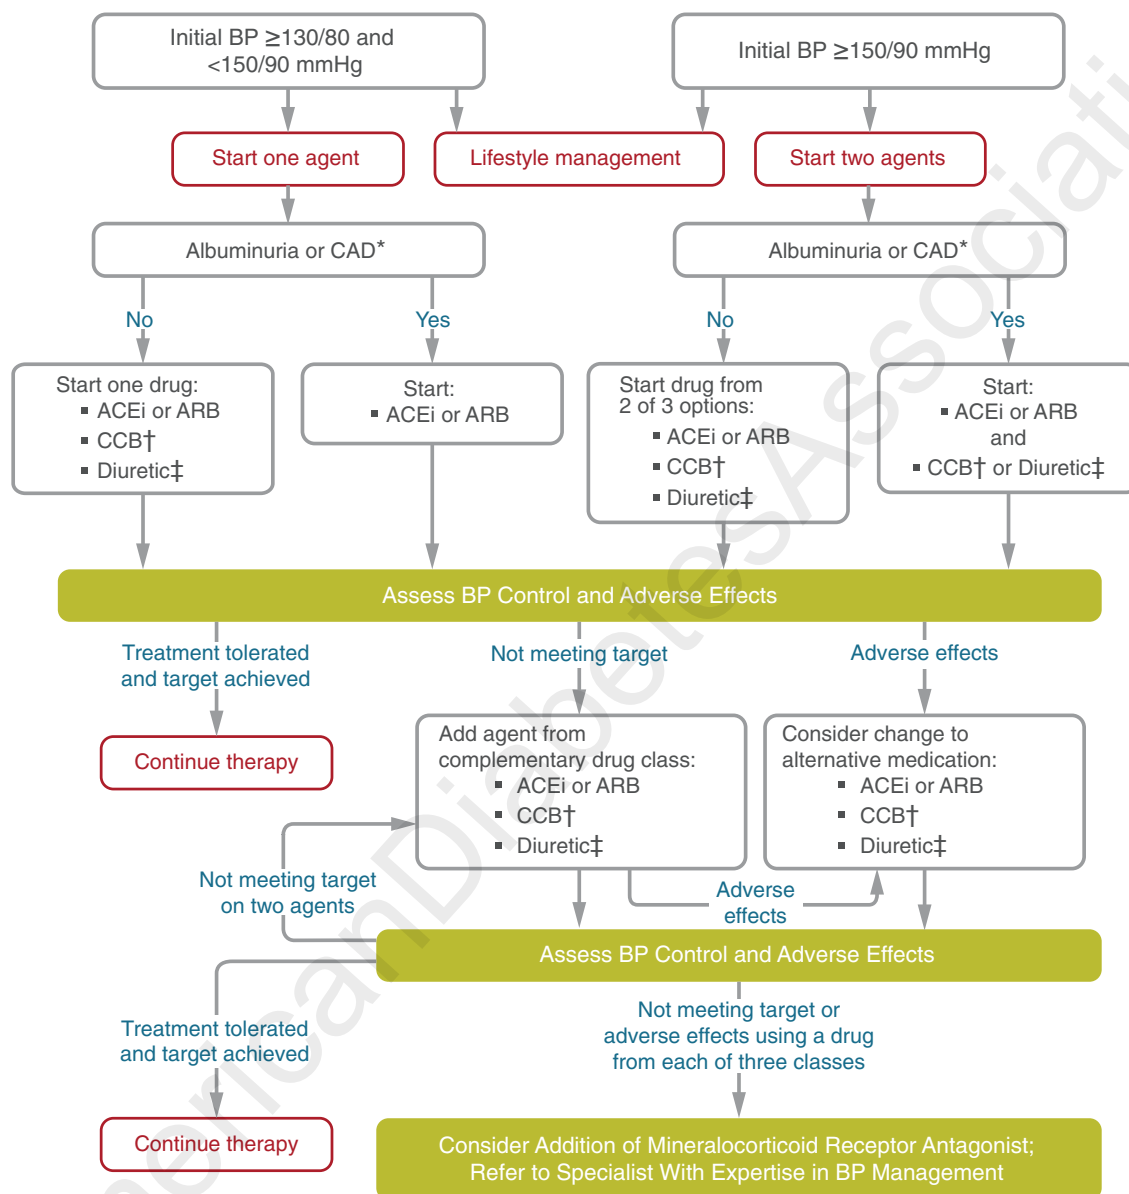 Initial BP ≥130/80 and
<150/90 mmHg
Initial BP ≥150/90 mmHg
Start one agent
Lifestyle management
Start two agents
Albuminuria or CAD*
Albuminuria or CAD*
No
Yes
No
Yes
Start one drug:
▪ ACEi or ARB
▪ CCB†
▪ Diuretic‡
Start:
▪ ACEi or ARB
Start drug from
2 of 3 options:
▪ ACEi or ARB
▪ CCB†
▪ Diuretic‡
Start:
▪ ACEi or ARB
and
▪ CCB† or Diuretic‡
Assess BP Control and Adverse Effects
Treatment tolerated
and target achieved
Not meeting target
Adverse effects
Continue therapy
Add agent from
complementary drug class:
▪ ACEi or ARB
▪ CCB†
▪ Diuretic‡
Consider change to
alternative medication:
▪ ACEi or ARB
▪ CCB†
▪ Diuretic‡
Not meeting target
on two agents
Adverse
effects
Assess BP Control and Adverse Effects
Treatment tolerated
and target achieved
Not meeting target or
adverse effects using a drug
from each of three classes
Continue therapy
Consider Addition of Mineralocorticoid Receptor Antagonist;
Refer to Specialist With Expertise in BP Management
ericanDiabetesAssociati